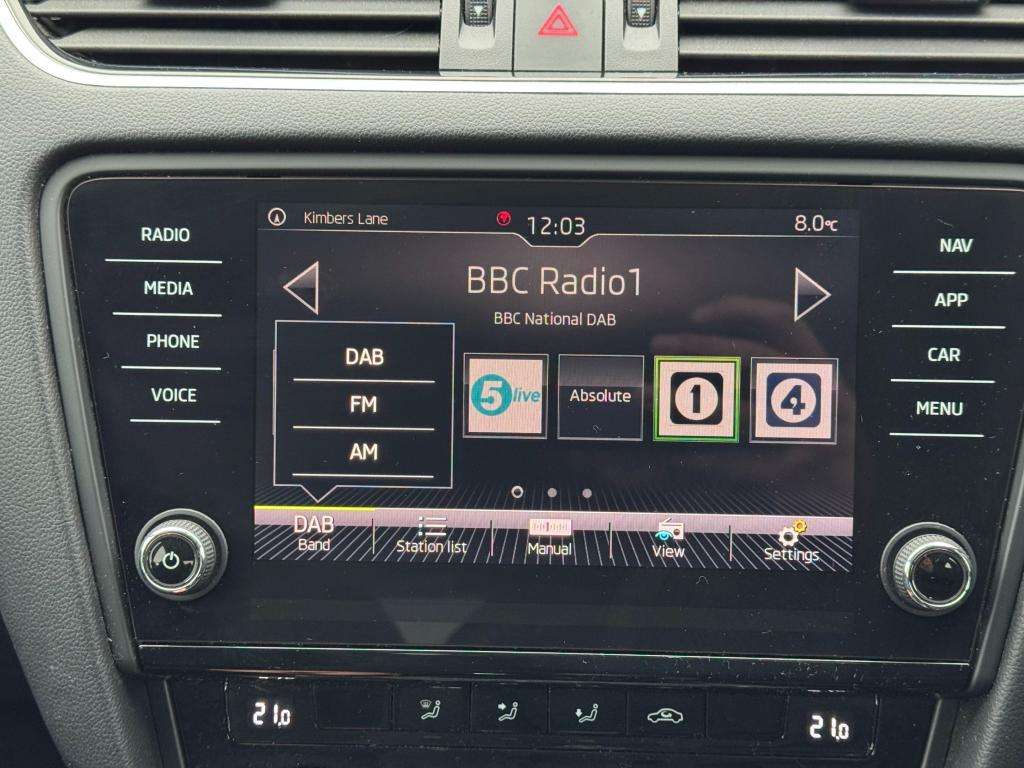 Kimbers Lane
12:03
8.0°C
RADIO
MEDIA
PHONE
VOICE
BBC Radio1
BBC National DAB
DAB
FM
AM
5 live
Absolute
1
4
DAB
Band
Station list
Manual
View
Settings
NAV
APP
CAR
MENU
21.0
21.0